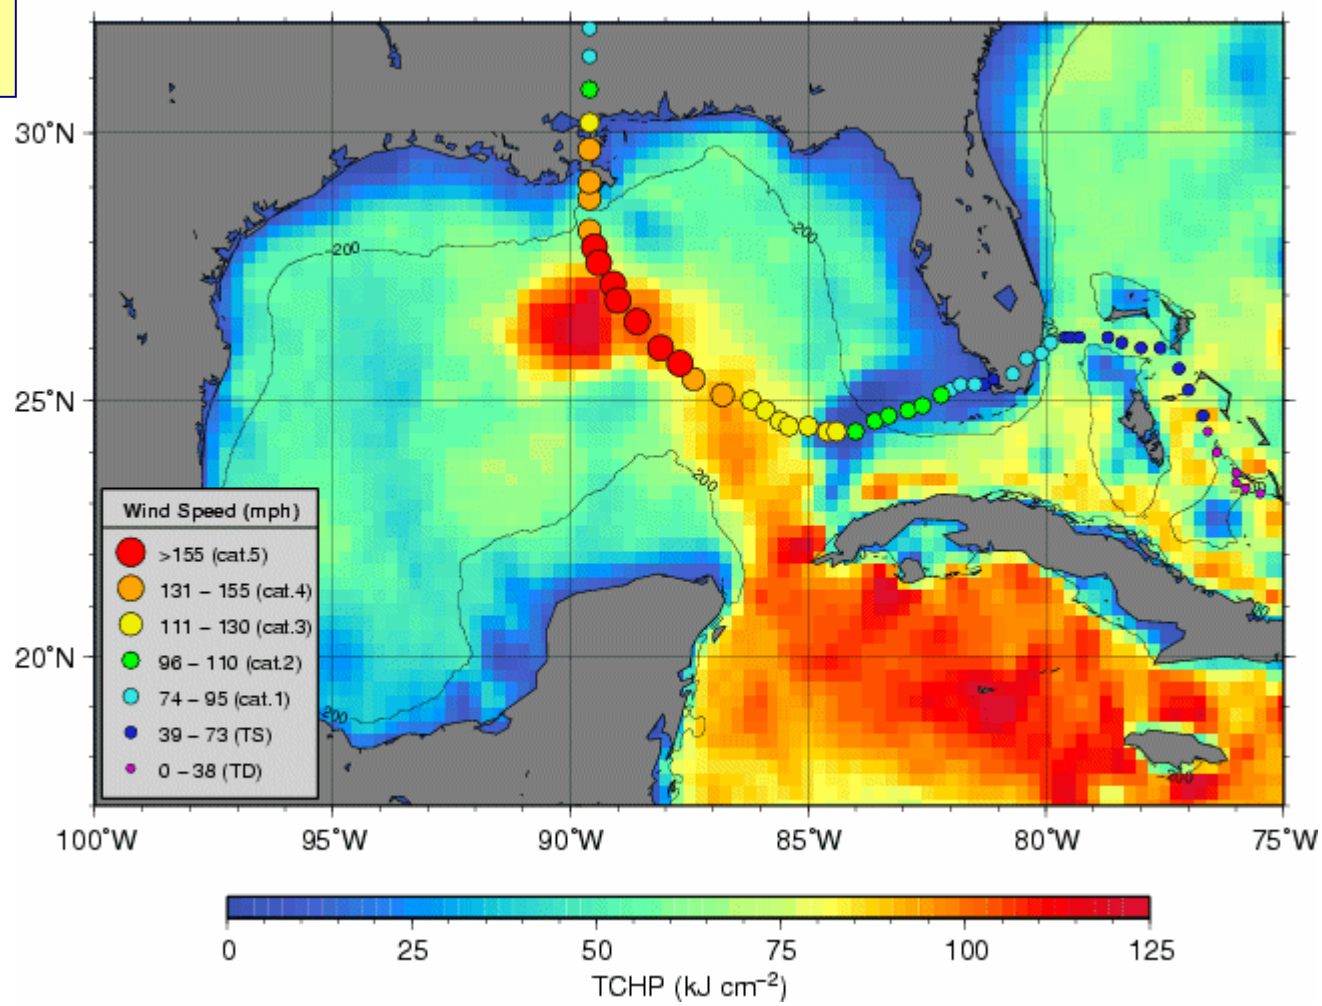 30°N
25°N
20°N
200
200
200
200
Wind Speed (mph)
>155 (cat.5)
131 – 155 (cat.4)
111 – 130 (cat.3)
96 – 110 (cat.2)
74 – 95 (cat.1)
39 – 73 (TS)
0 – 38 (TD)
100°W 95°W 90°W 85°W 80°W 75°W
0 25 50 75 100 125
TCHP (kJ cm⁻²)